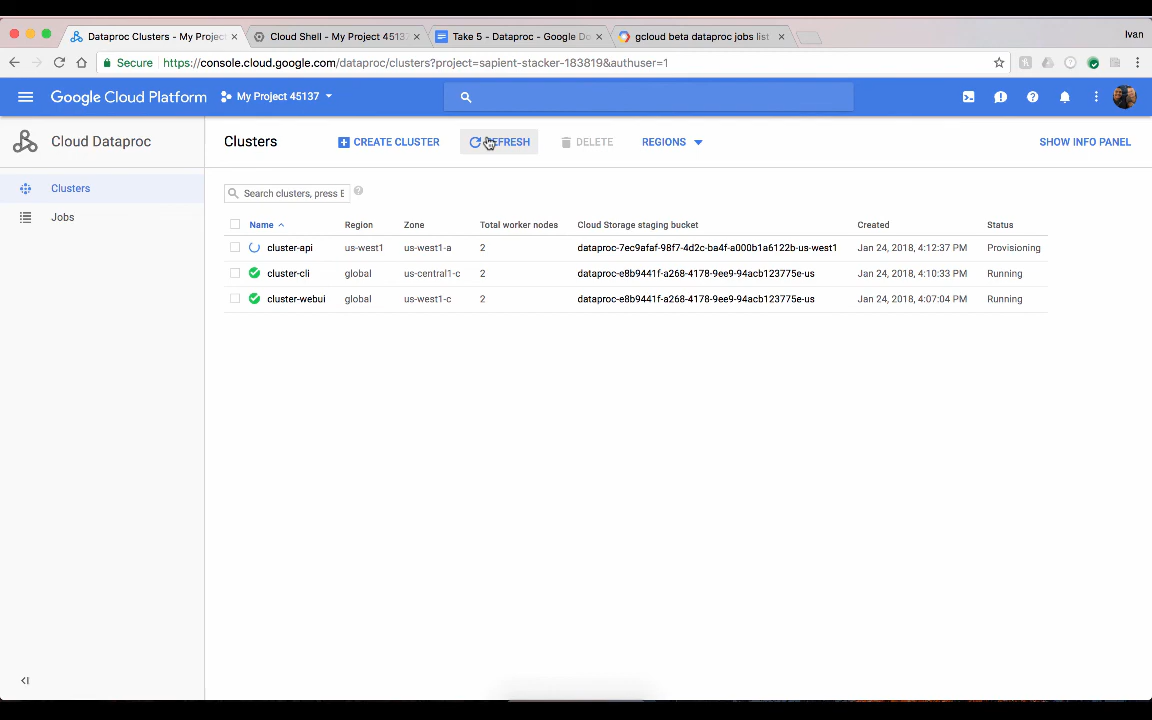 Dataproc Clusters - My Projec
Cloud Shell - My Project 45137
Take 5 - Dataproc - Google Do
gcloud beta dataproc jobs list
Ivan
Secure
https://console.cloud.google.com/dataproc/clusters?project=sapient-stacker-183819&authuser=1
Google Cloud Platform
My Project 45137
Cloud Dataproc
Clusters
CREATE CLUSTER
DELETE
REGIONS
SHOW INFO PANEL
Clusters
Jobs
Search clusters, press E
Name Region Zone Total worker nodes Cloud Storage staging bucket Created Status
cluster-api us-west1 us-west1-a 2 dataproc-7ec9afaf-98f7-4d2c-ba4f-a000b1a6122b-us-west1 Jan 24, 2018, 4:12:37 PM Provisioning
cluster-cli global us-central1-c 2 dataproc-e8b9441f-a268-4178-9ee9-94acb123775e-us Jan 24, 2018, 4:10:33 PM Running
cluster-webui global us-west1-c 2 dataproc-e8b9441f-a268-4178-9ee9-94acb123775e-us Jan 24, 2018, 4:07:04 PM Running